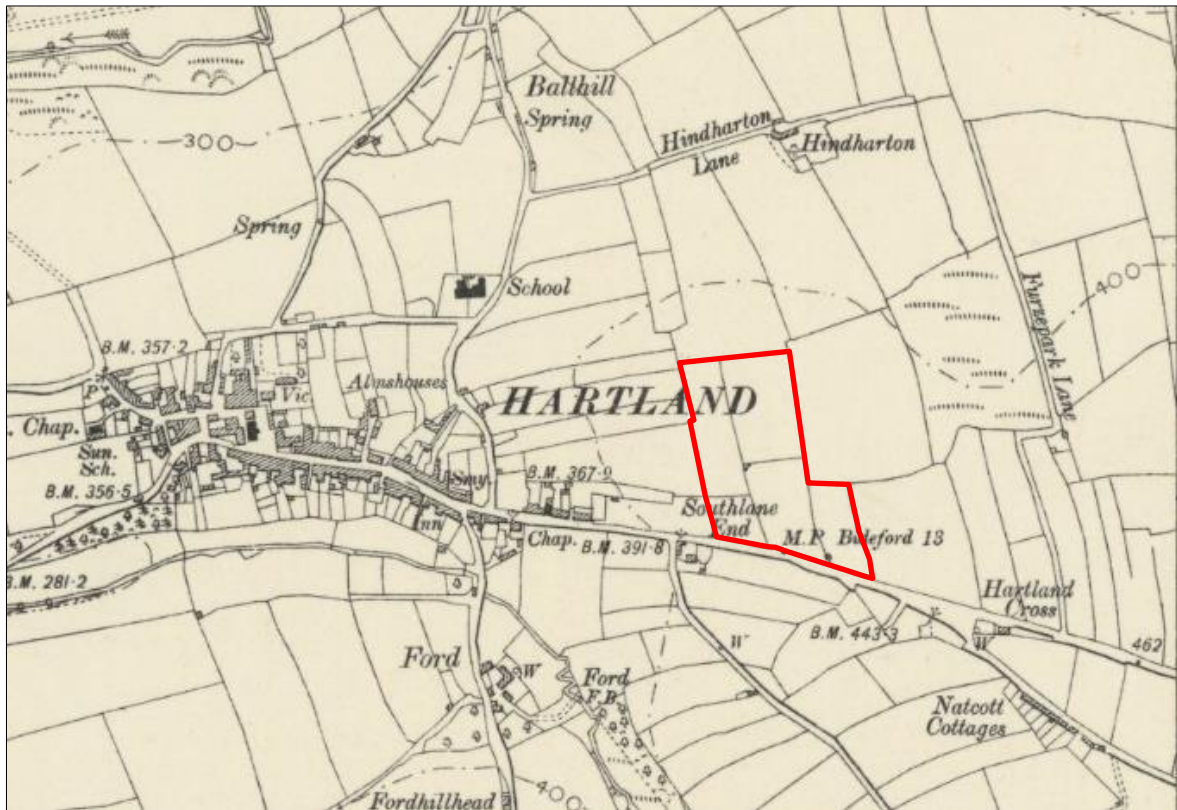 Balthill
Spring
300
Hindharton
Lane
Hindharton
Spring
School
Furzepark Lane
400
B.M. 357·2
P
Vic.
Almshouses
HARTLAND
. Chap.
Sun.
Sch.
B.M. 356·5
Smy.
B.M. 367·9
Inn
Chap.
Southlane
End
B.M. 391·8
M.P. Bideford 13
B.M. 281·2
Hartland
Cross
B.M. 443·3
W
462
Ford
W
W
Ford
F.B.
Natcott
Cottages
400
Fordhillhead